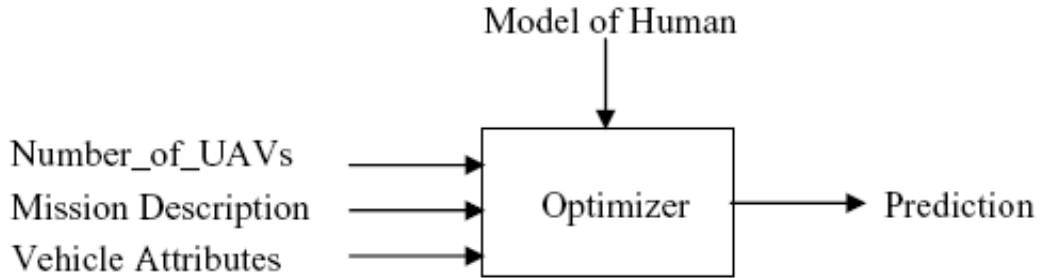 Model of Human
Number_of_UAVs
Mission Description
Vehicle Attributes
Optimizer
Prediction